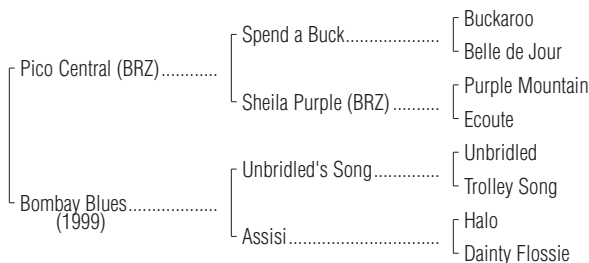 Buckaroo
Spend a Buck....................
Belle de Jour
Pico Central (BRZ)............
Purple Mountain
Sheila Purple (BRZ)..........
Ecoute
Unbridled
Unbridled's Song..............
Trolley Song
Bombay Blues...................
(1999)
Halo
Assisi................................
Dainty Flossie